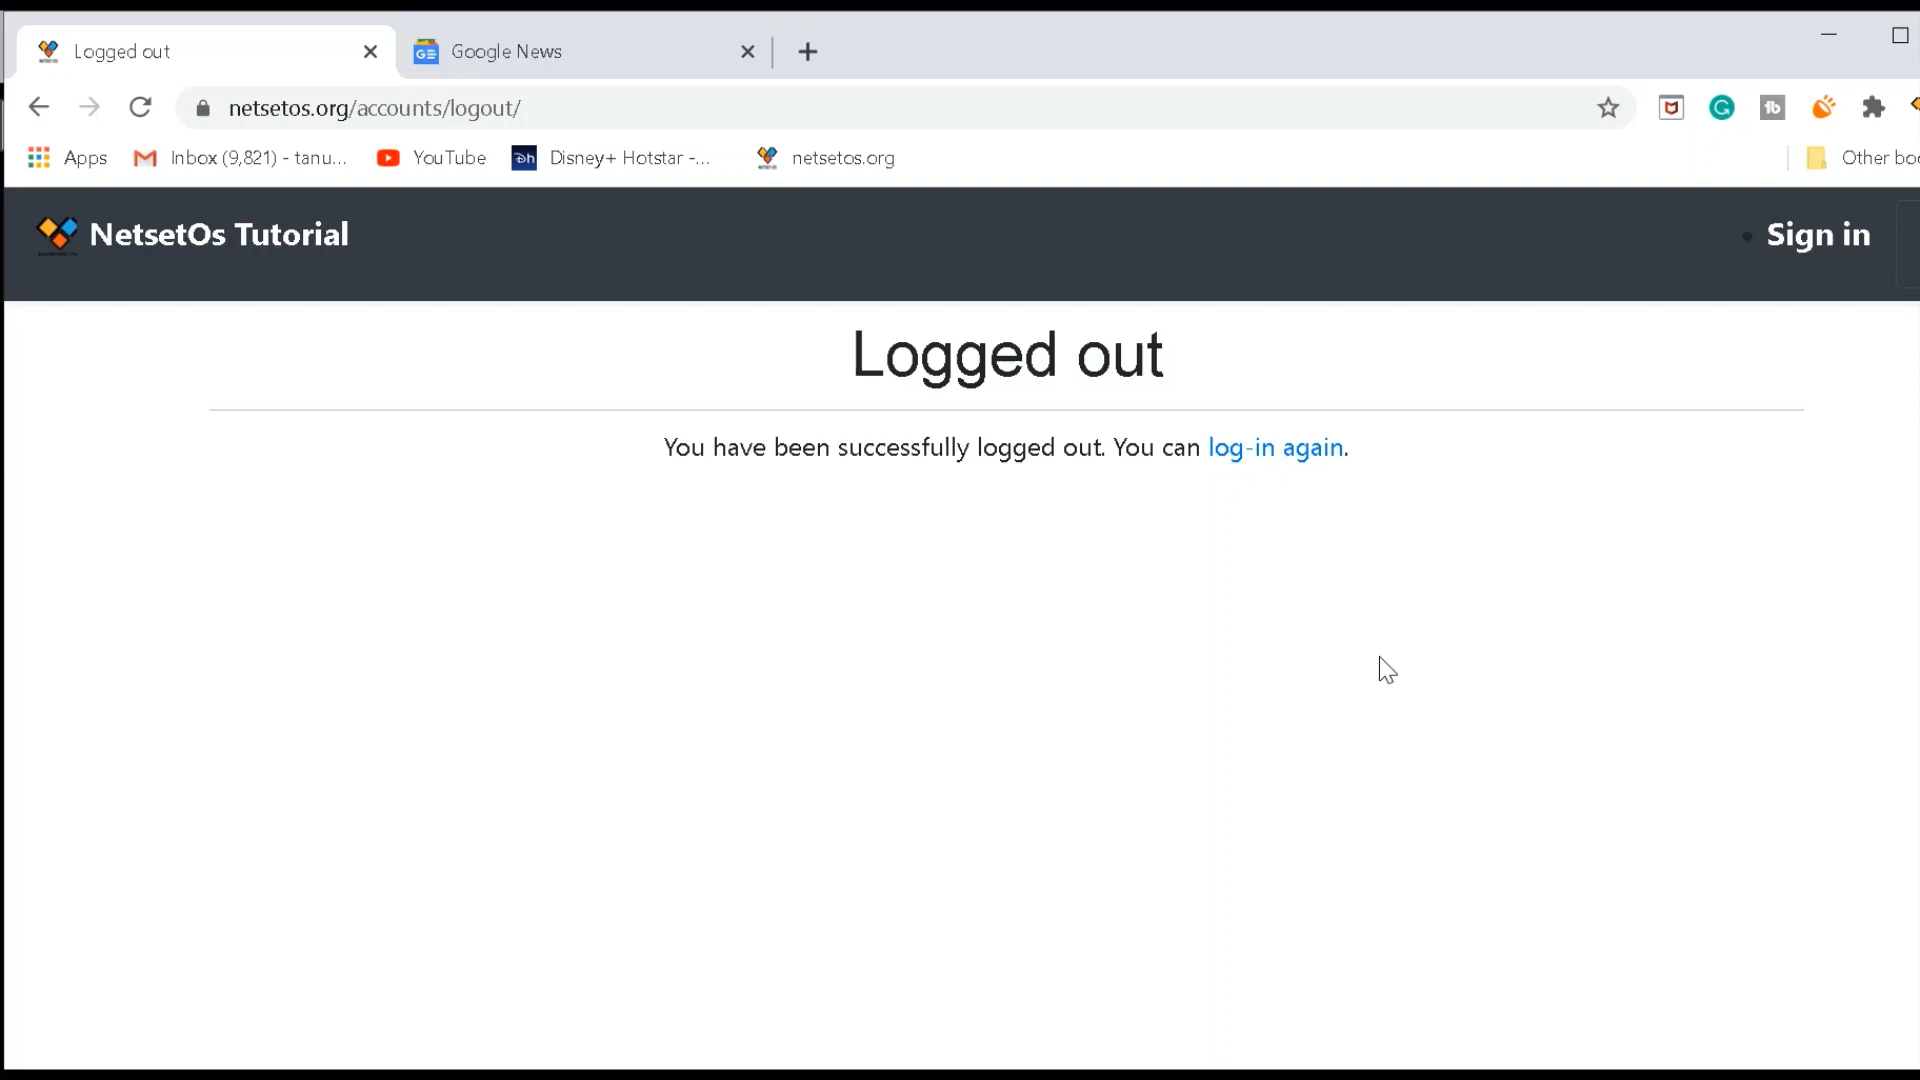 Logged out
Google News
netsetos.org/accounts/logout/
Apps
Inbox (9,821) - tanu...
YouTube
Disney+ Hotstar -...
netsetos.org
Other boo
NetsetOs Tutorial
Sign in
Logged out
You have been successfully logged out. You can log-in again.